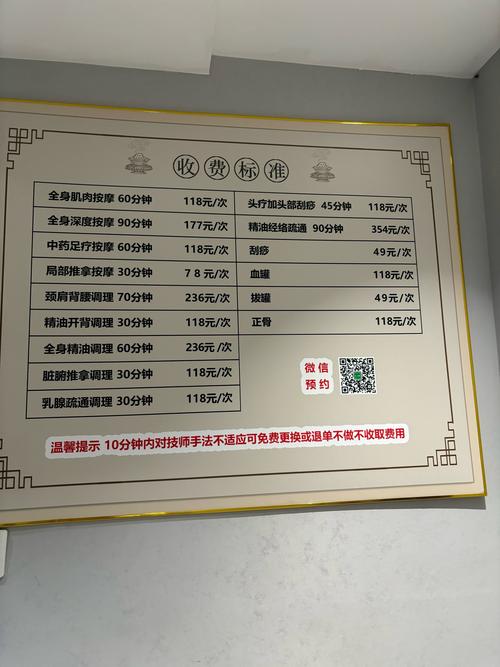 收费标准
全身肌肉按摩 60分钟 118元/次
全身深度按摩 90分钟 177元/次
中药足疗按摩 60分钟 118元/次
局部推拿按摩 30分钟 78元/次
颈肩背腰调理 70分钟 236元/次
精油开背调理 30分钟 118元/次
全身精油调理 60分钟 236元/次
脏腑推拿调理 30分钟 118元/次
乳腺疏通调理 30分钟 118元/次
头疗加头部刮痧 45分钟 118元/次
精油经络疏通 90分钟 354元/次
刮痧 49元/次
血罐 118元/次
拔罐 49元/次
正骨 118元/次
微信
预约
温馨提示 10分钟内对技师手法不适应可免费更换或退单不做不收取费用